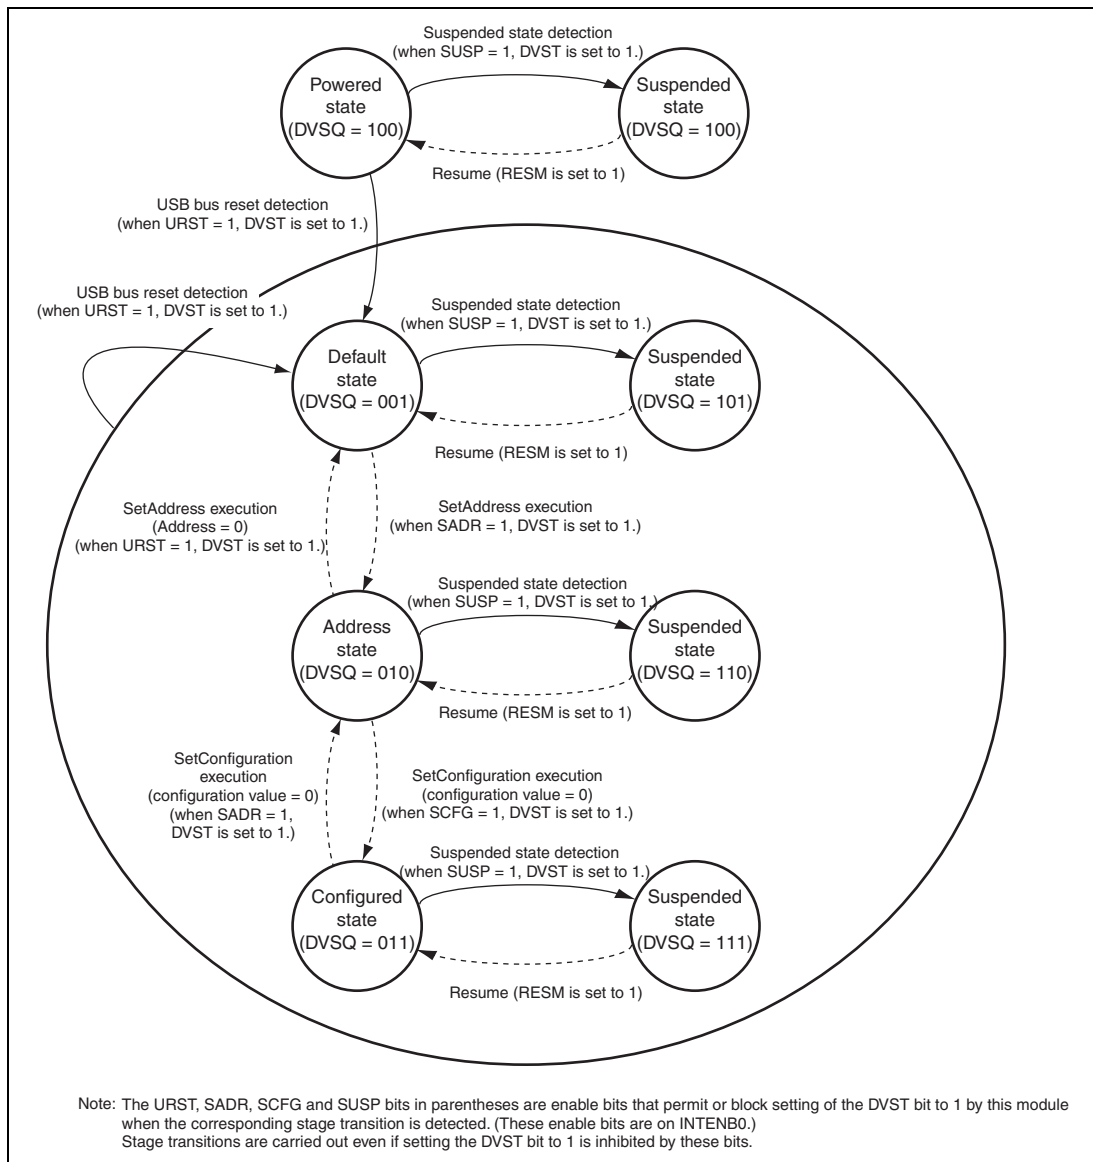 Suspended state detection
(when SUSP = 1, DVST is set to 1.)
Powered
state
(DVSQ = 100)
Suspended
state
(DVSQ = 100)
Resume (RESM is set to 1)
USB bus reset detection
(when URST = 1, DVST is set to 1.)
USB bus reset detection
(when URST = 1, DVST is set to 1.)
Suspended state detection
(when SUSP = 1, DVST is set to 1.)
Default
state
(DVSQ = 001)
Suspended
state
(DVSQ = 101)
Resume (RESM is set to 1)
SetAddress execution
(Address = 0)
(when URST = 1, DVST is set to 1.)
SetAddress execution
(when SADR = 1, DVST is set to 1.)
Suspended state detection
(when SUSP = 1, DVST is set to 1.)
Address
state
(DVSQ = 010)
Suspended
state
(DVSQ = 110)
Resume (RESM is set to 1)
SetConfiguration
execution
(configuration value = 0)
(when SADR = 1,
DVST is set to 1.)
SetConfiguration execution
(configuration value = 0)
(when SCFG = 1, DVST is set to 1.)
Suspended state detection
(when SUSP = 1, DVST is set to 1.)
Configured
state
(DVSQ = 011)
Suspended
state
(DVSQ = 111)
Resume (RESM is set to 1)
Note: The URST, SADR, SCFG and SUSP bits in parentheses are enable bits that permit or block setting of the DVST bit to 1 by this module
when the corresponding stage transition is detected. (These enable bits are on INTENB0.)
Stage transitions are carried out even if setting the DVST bit to 1 is inhibited by these bits.